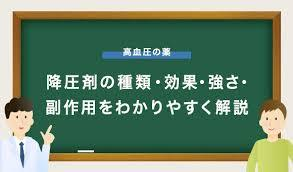 高血圧の薬
降圧剤の種類・効果・強さ・
副作用をわかりやすく解説